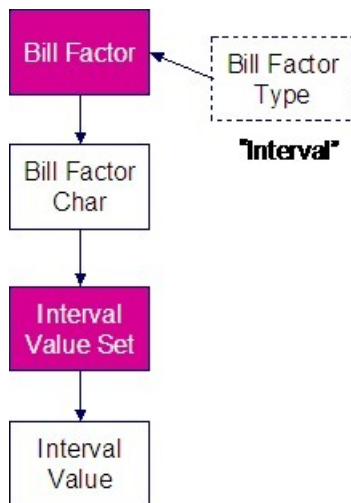 Bill Factor
Bill Factor
Type
"Interval"
Bill Factor
Char
Interval
Value Set
Interval
Value